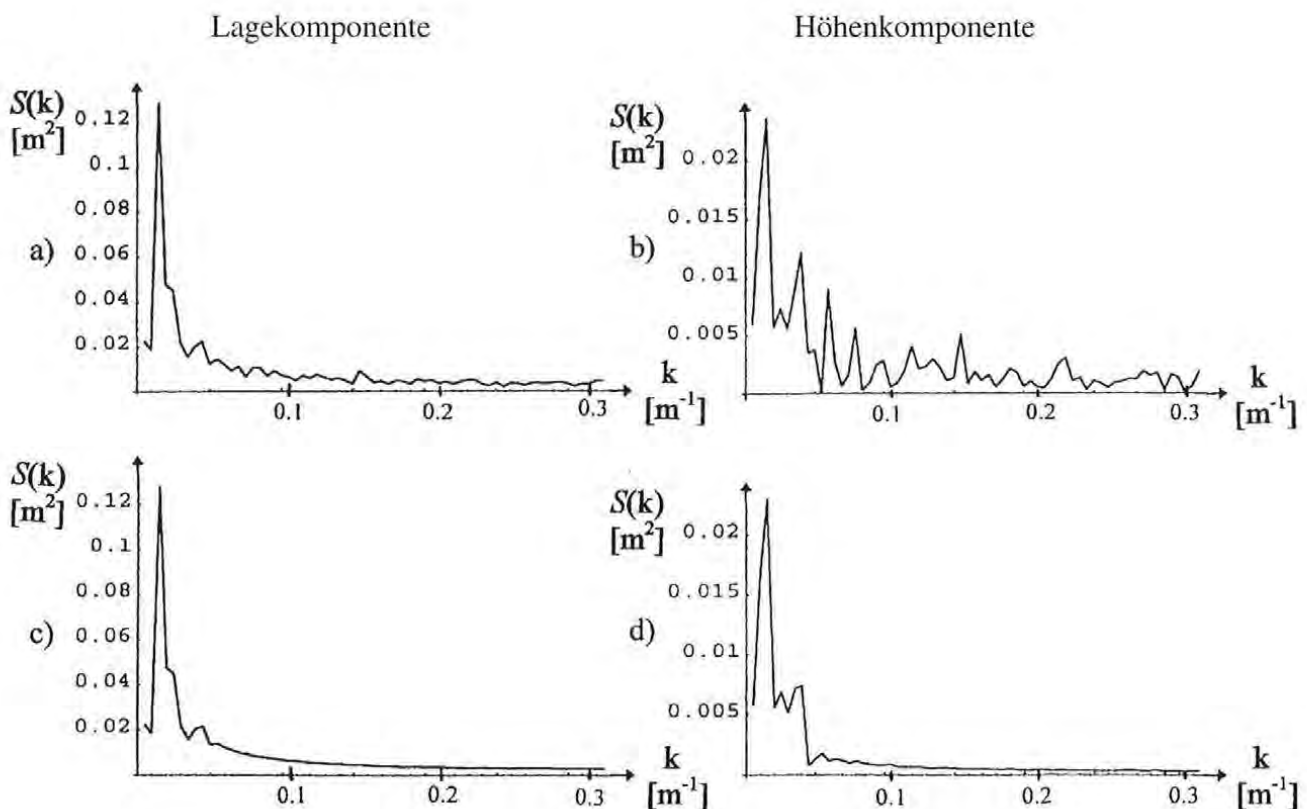 Lagekomponente
Höhenkomponente
a)
S(k)
[m²]
0.12
0.1
0.08
0.06
0.04
0.02
0.1
0.2
0.3
k
[m⁻¹]
b)
S(k)
[m²]
0.02
0.015
0.01
0.005
0.1
0.2
0.3
k
[m⁻¹]
c)
S(k)
[m²]
0.12
0.1
0.08
0.06
0.04
0.02
0.1
0.2
0.3
k
[m⁻¹]
d)
S(k)
[m²]
0.02
0.015
0.01
0.005
0.1
0.2
0.3
k
[m⁻¹]